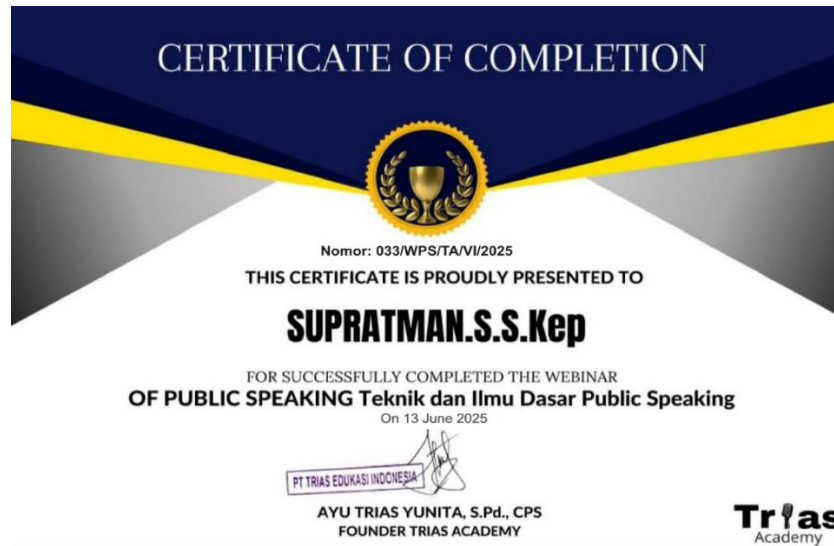 CERTIFICATE OF COMPLETION
Nomor: 033/WPS/TA/VI/2025
THIS CERTIFICATE IS PROUDLY PRESENTED TO
SUPRATMAN.S.S.Kep
FOR SUCCESSFULLY COMPLETED THE WEBINAR
OF PUBLIC SPEAKING Teknik dan Ilmu Dasar Public Speaking
On 13 June 2025
PT TRIAS EDUKASI INDONESIA
AYU TRIAS YUNITA, S.Pd., CPS
FOUNDER TRIAS ACADEMY
Trias
Academy